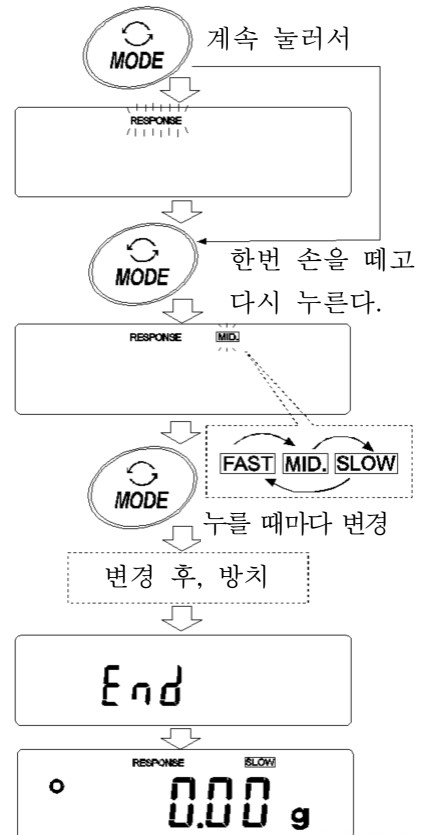 MODE
계속 눌러서
RESPONSE
MODE
한번 손을 떼고
다시 누른다.
RESPONSE MID.
FAST MID. SLOW
MODE
누를 때마다 변경
변경 후, 방치
End
RESPONSE SLOW
0.00 g